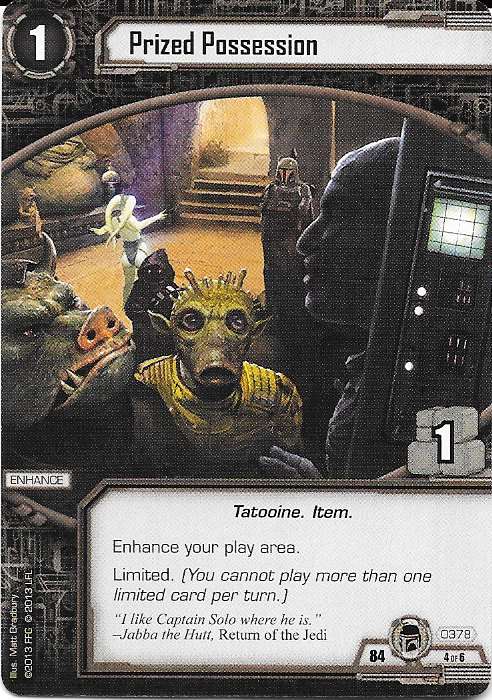 1
Prized Possession
1
ENHANCE
Tatooine. Item.
Enhance your play area.
Limited. (You cannot play more than one
limited card per turn.)
"I like Captain Solo where he is."
–Jabba the Hutt, Return of the Jedi
Illus. Matt Bradbury
©2013 FFG ©2013 LFL
84
4 of 6
0378